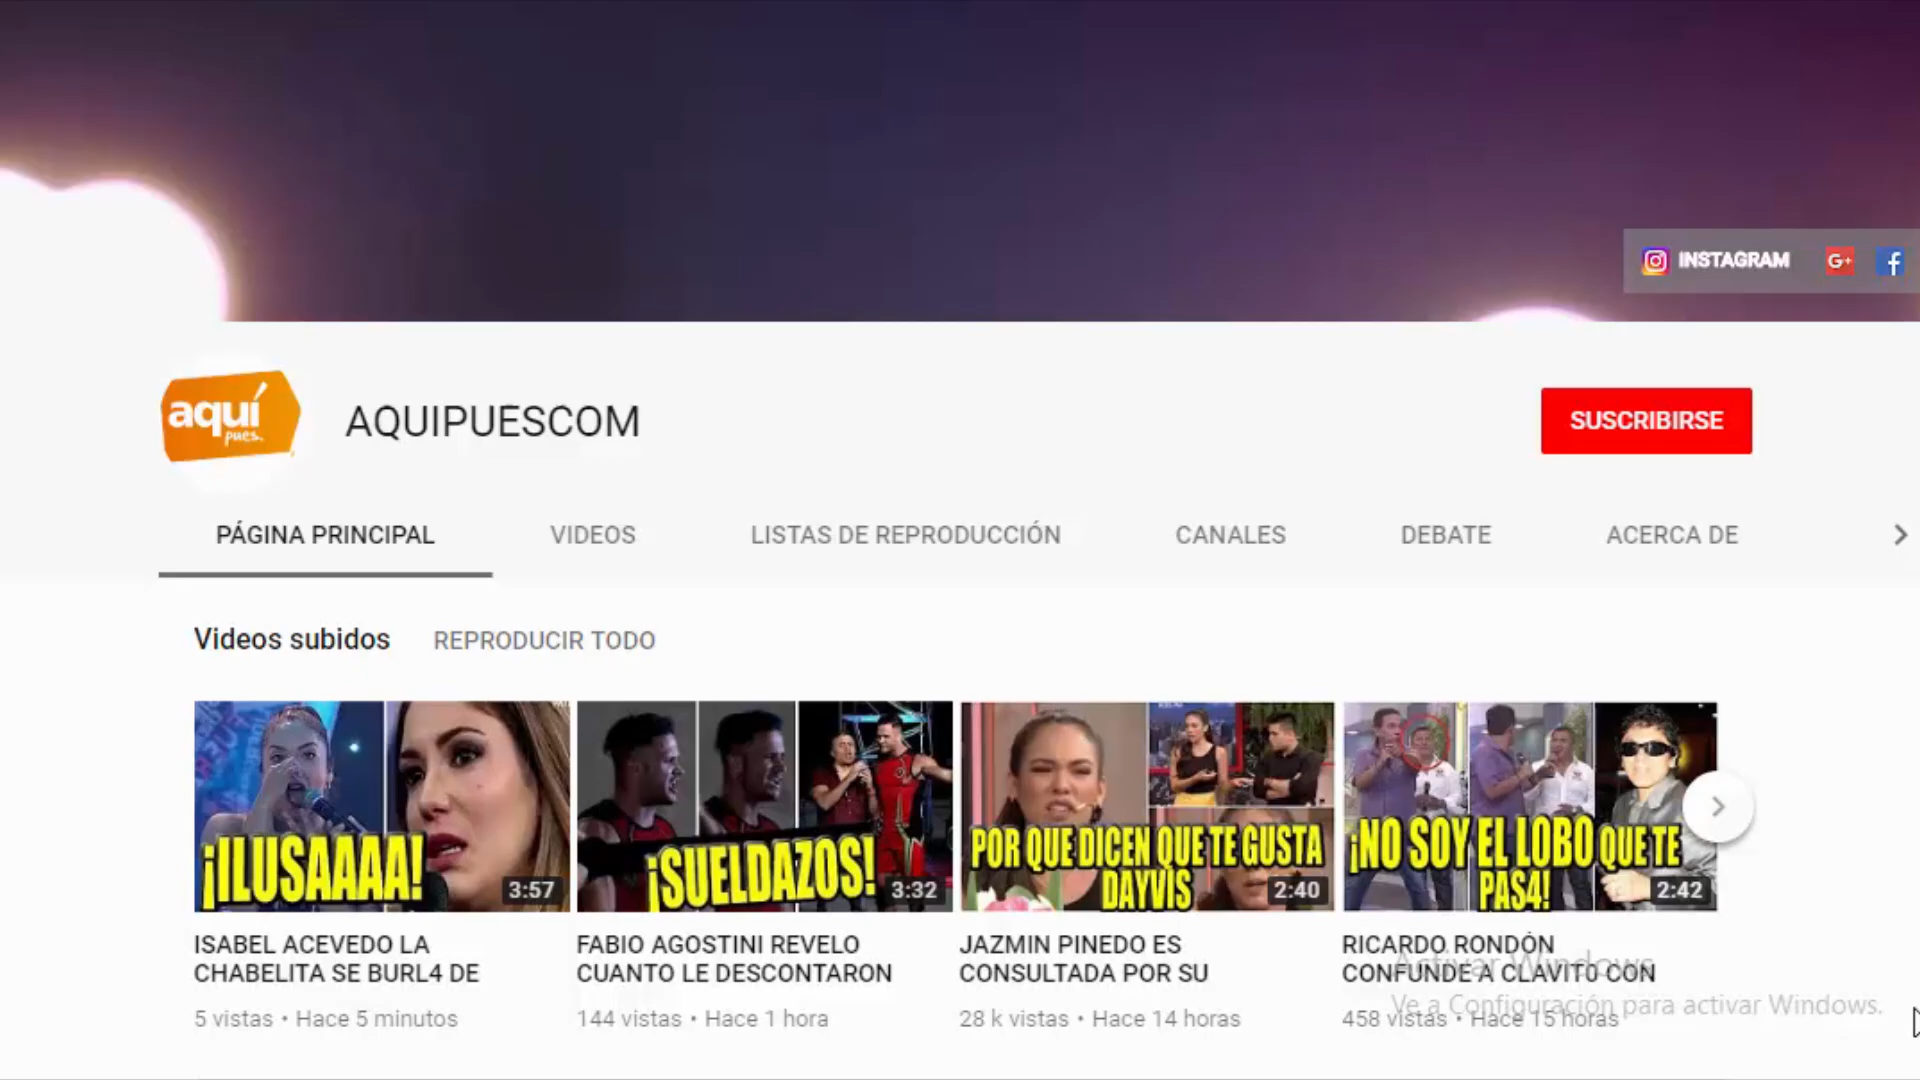 INSTAGRAM
G+
aquí
pues.
AQUIPUESCOM
SUSCRIBIRSE
PÁGINA PRINCIPAL
VIDEOS
LISTAS DE REPRODUCCIÓN
CANALES
DEBATE
ACERCA DE
Videos subidos
REPRODUCIR TODO
¡ILUSAAAA!
3:57
¡SUELDAZOS!
3:32
POR QUE DICEN QUE TE GUSTA
DAYVIS
2:40
¡NO SOY EL LOBO QUE TE
PAS4!
2:42
ISABEL ACEVEDO LA
CHABELITA SE BURL4 DE
5 vistas • Hace 5 minutos
FABIO AGOSTINI REVELO
CUANTO LE DESCONTARON
144 vistas • Hace 1 hora
JAZMIN PINEDO ES
CONSULTADA POR SU
28 k vistas • Hace 14 horas
RICARDO RONDÓN
CONFUNDE A CLAVIT0 CON
458 vistas • Hace 15 horas
Activar Windows
Ve a Configuración para activar Windows.